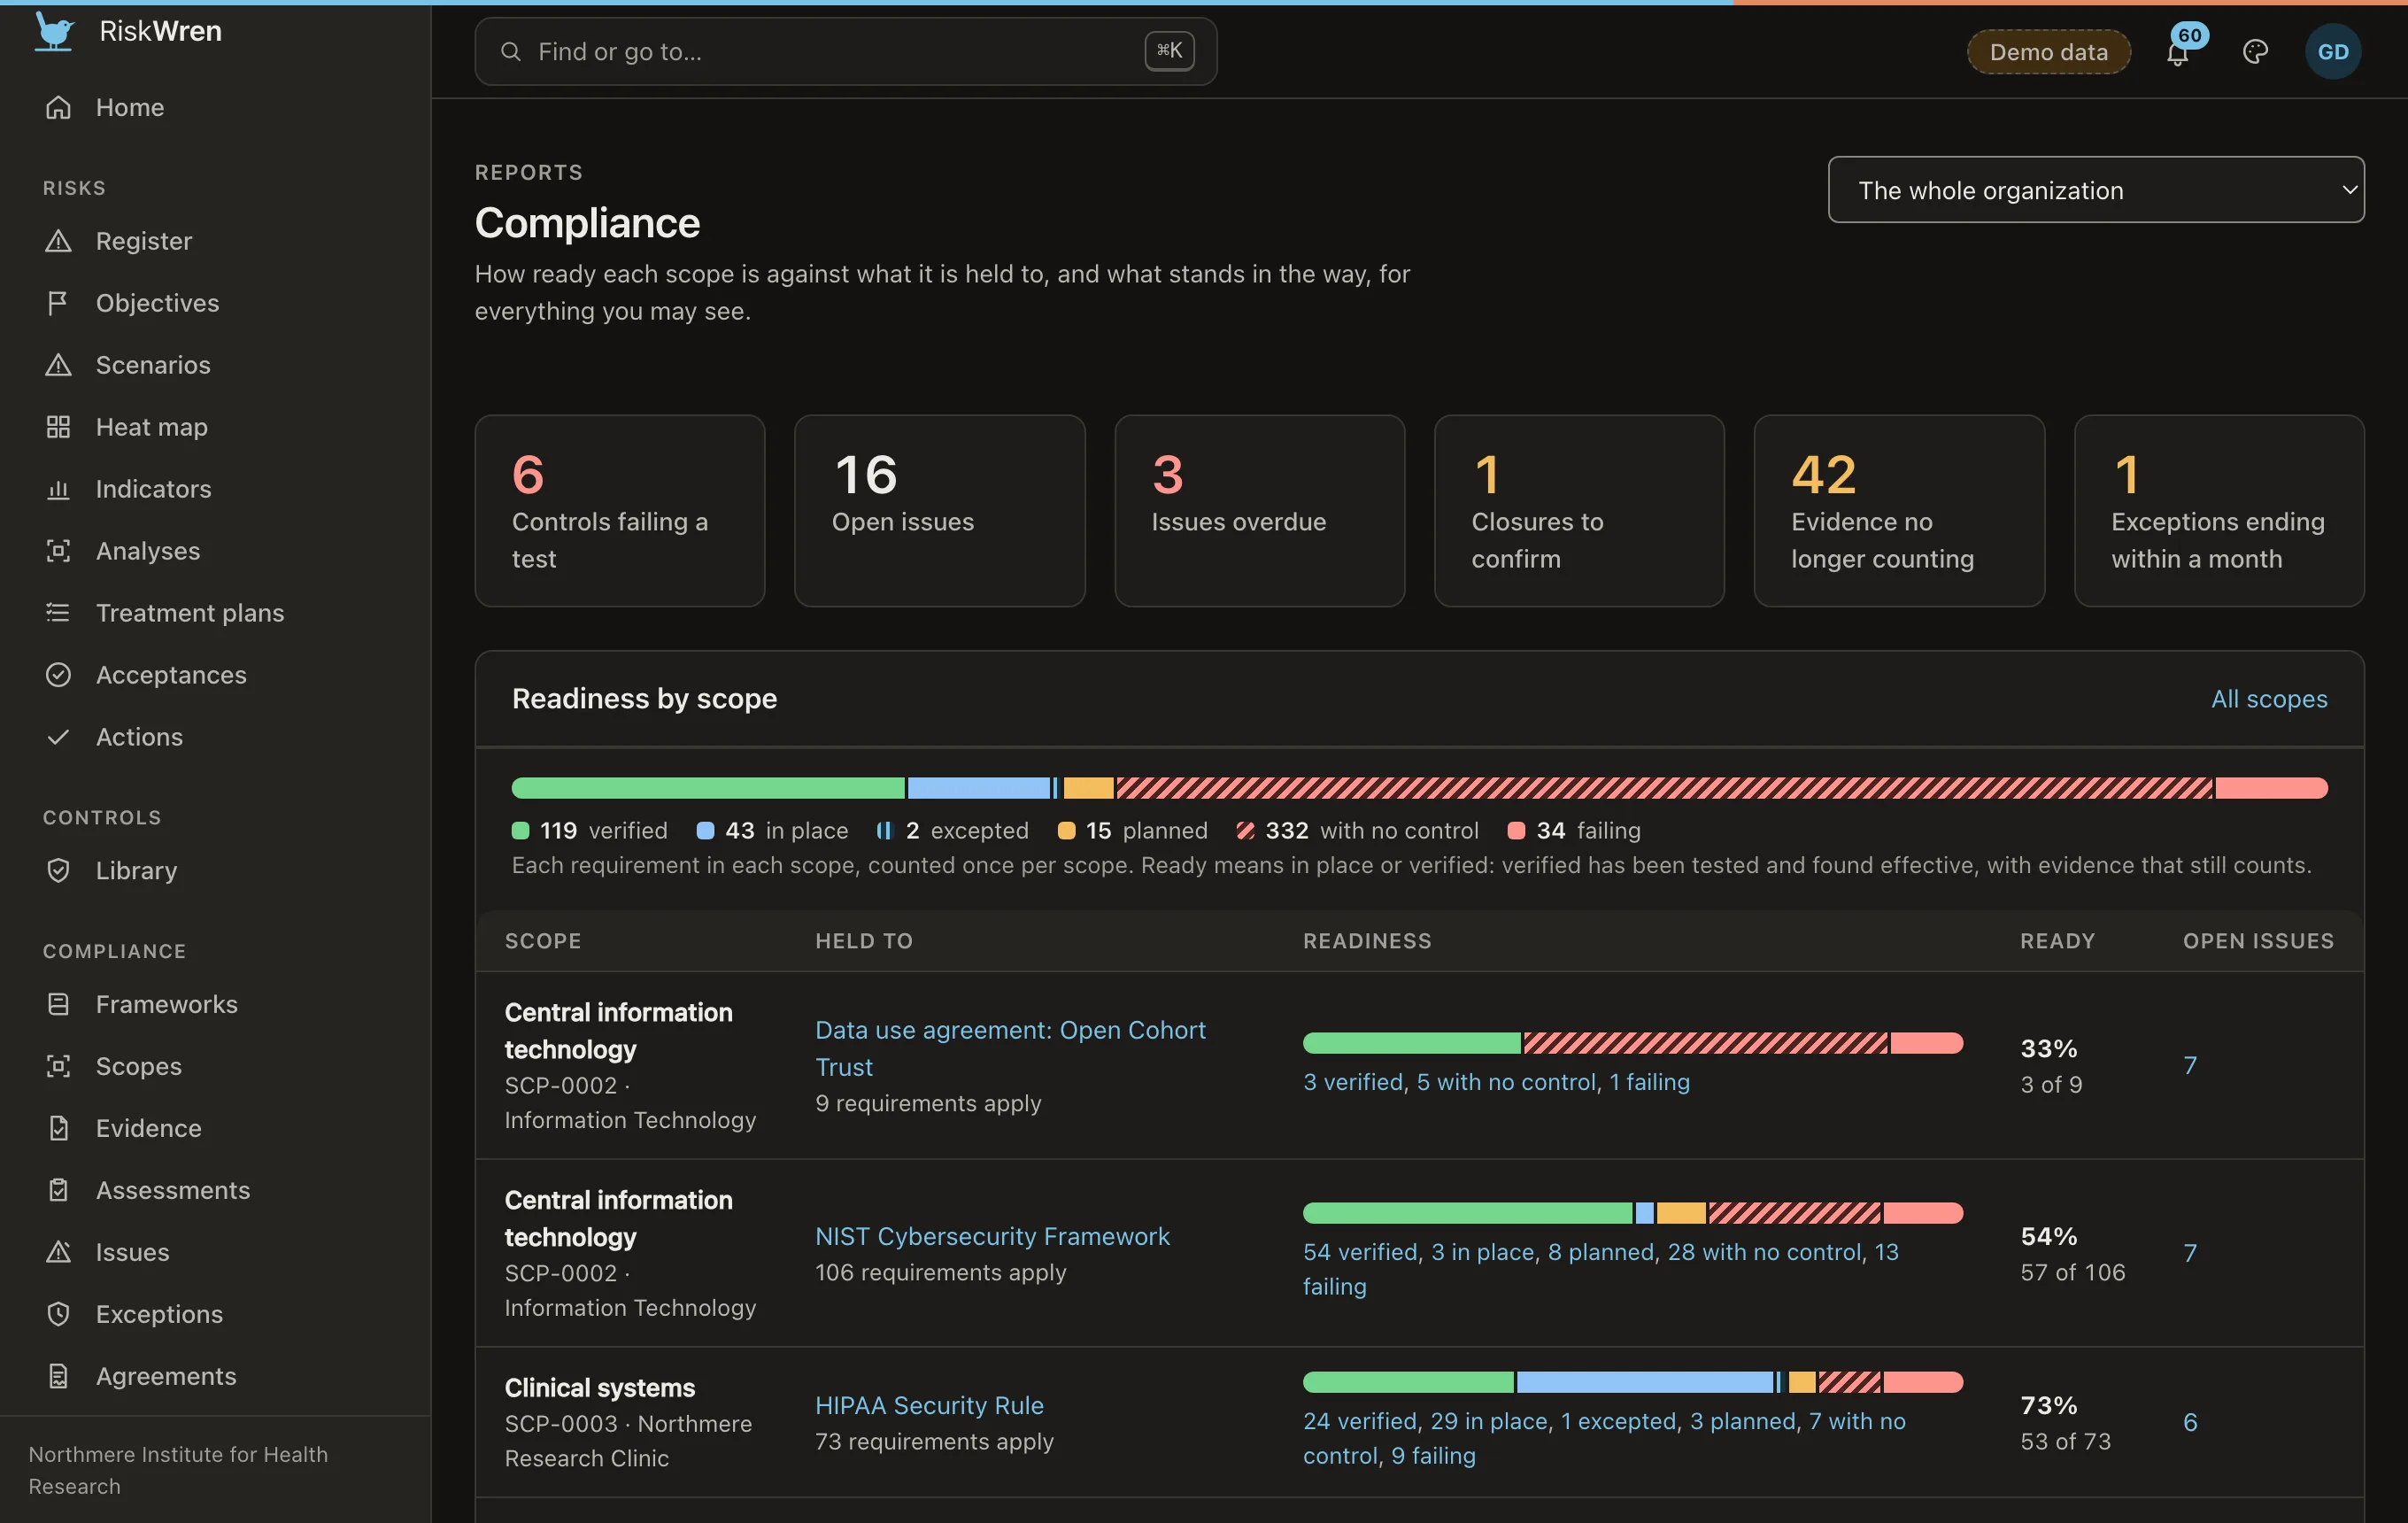 RiskWren
Find or go to...
⌘K
Demo data
60
GD
Home
RISKS
Register
Objectives
Scenarios
Heat map
Indicators
Analyses
Treatment plans
Acceptances
Actions
CONTROLS
Library
COMPLIANCE
Frameworks
Scopes
Evidence
Assessments
Issues
Exceptions
Agreements
Northmere Institute for Health
Research
REPORTS
Compliance
How ready each scope is against what it is held to, and what stands in the way, for
everything you may see.
The whole organization
6
Controls failing a
test
16
Open issues
3
Issues overdue
1
Closures to
confirm
42
Evidence no
longer counting
1
Exceptions ending
within a month
Readiness by scope
All scopes
119 verified 43 in place 2 excepted 15 planned 332 with no control 34 failing
Each requirement in each scope, counted once per scope. Ready means in place or verified: verified has been tested and found effective, with evidence that still counts.
SCOPE HELD TO READINESS READY OPEN ISSUES
Central information
technology
SCP-0002 ·
Information Technology
Data use agreement: Open Cohort
Trust
9 requirements apply
3 verified, 5 with no control, 1 failing
33%
3 of 9
7
Central information
technology
SCP-0002 ·
Information Technology
NIST Cybersecurity Framework
106 requirements apply
54 verified, 3 in place, 8 planned, 28 with no control, 13
failing
54%
57 of 106
7
Clinical systems
SCP-0003 · Northmere
Research Clinic
HIPAA Security Rule
73 requirements apply
24 verified, 29 in place, 1 excepted, 3 planned, 7 with no
control, 9 failing
73%
53 of 73
6